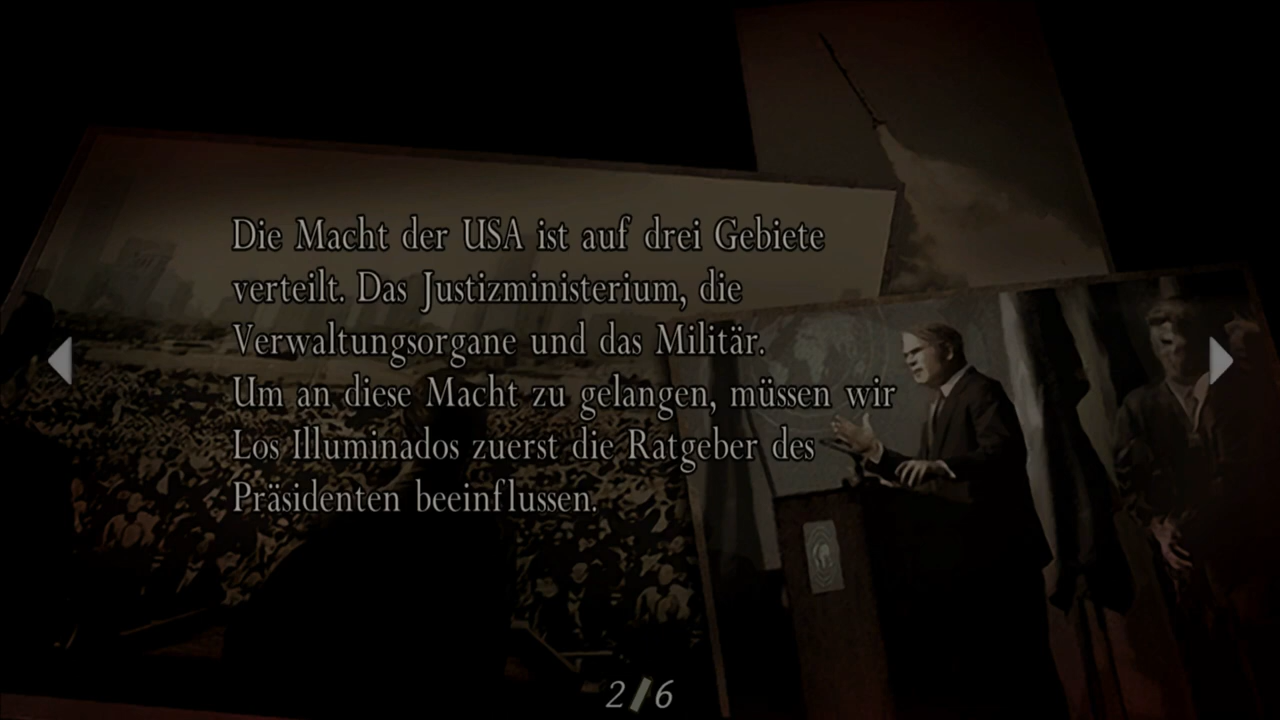 Die Macht der USA ist auf drei Gebiete
verteilt. Das Justizministerium, die
Verwaltungsorgane und das Militär.
Um an diese Macht zu gelangen, müssen wir
Los Illuminados zuerst die Ratgeber des
Präsidenten beeinflussen.
2/6